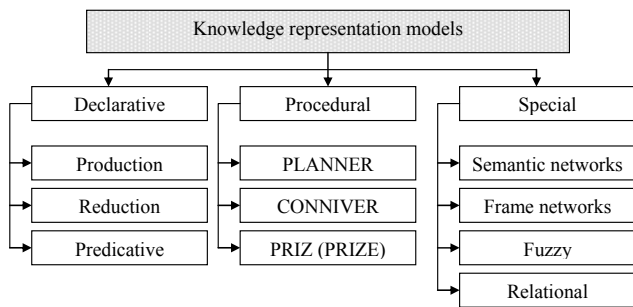 Knowledge representation models
Declarative
Production
Reduction
Predicative
Procedural
PLANNER
CONNIVER
PRIZ (PRIZE)
Special
Semantic networks
Frame networks
Fuzzy
Relational